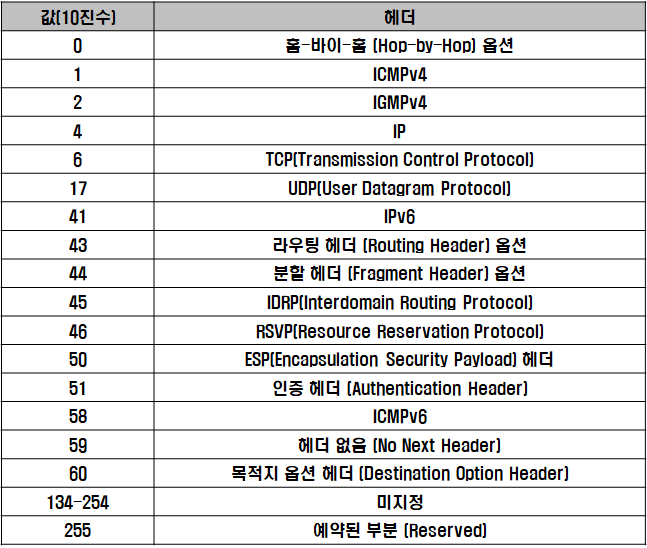 값(10진수) 헤더
0 홉-바이-홉 (Hop-by-Hop) 옵션
1 ICMPv4
2 IGMPv4
4 IP
6 TCP(Transmission Control Protocol)
17 UDP(User Datagram Protocol)
41 IPv6
43 라우팅 헤더 (Routing Header) 옵션
44 분할 헤더 (Fragment Header) 옵션
45 IDRP(Interdomain Routing Protocol)
46 RSVP(Resource Reservation Protocol)
50 ESP(Encapsulation Security Payload) 헤더
51 인증 헤더 (Authentication Header)
58 ICMPv6
59 헤더 없음 (No Next Header)
60 목적지 옵션 헤더 (Destination Option Header)
134-254 미지정
255 예약된 부분 (Reserved)